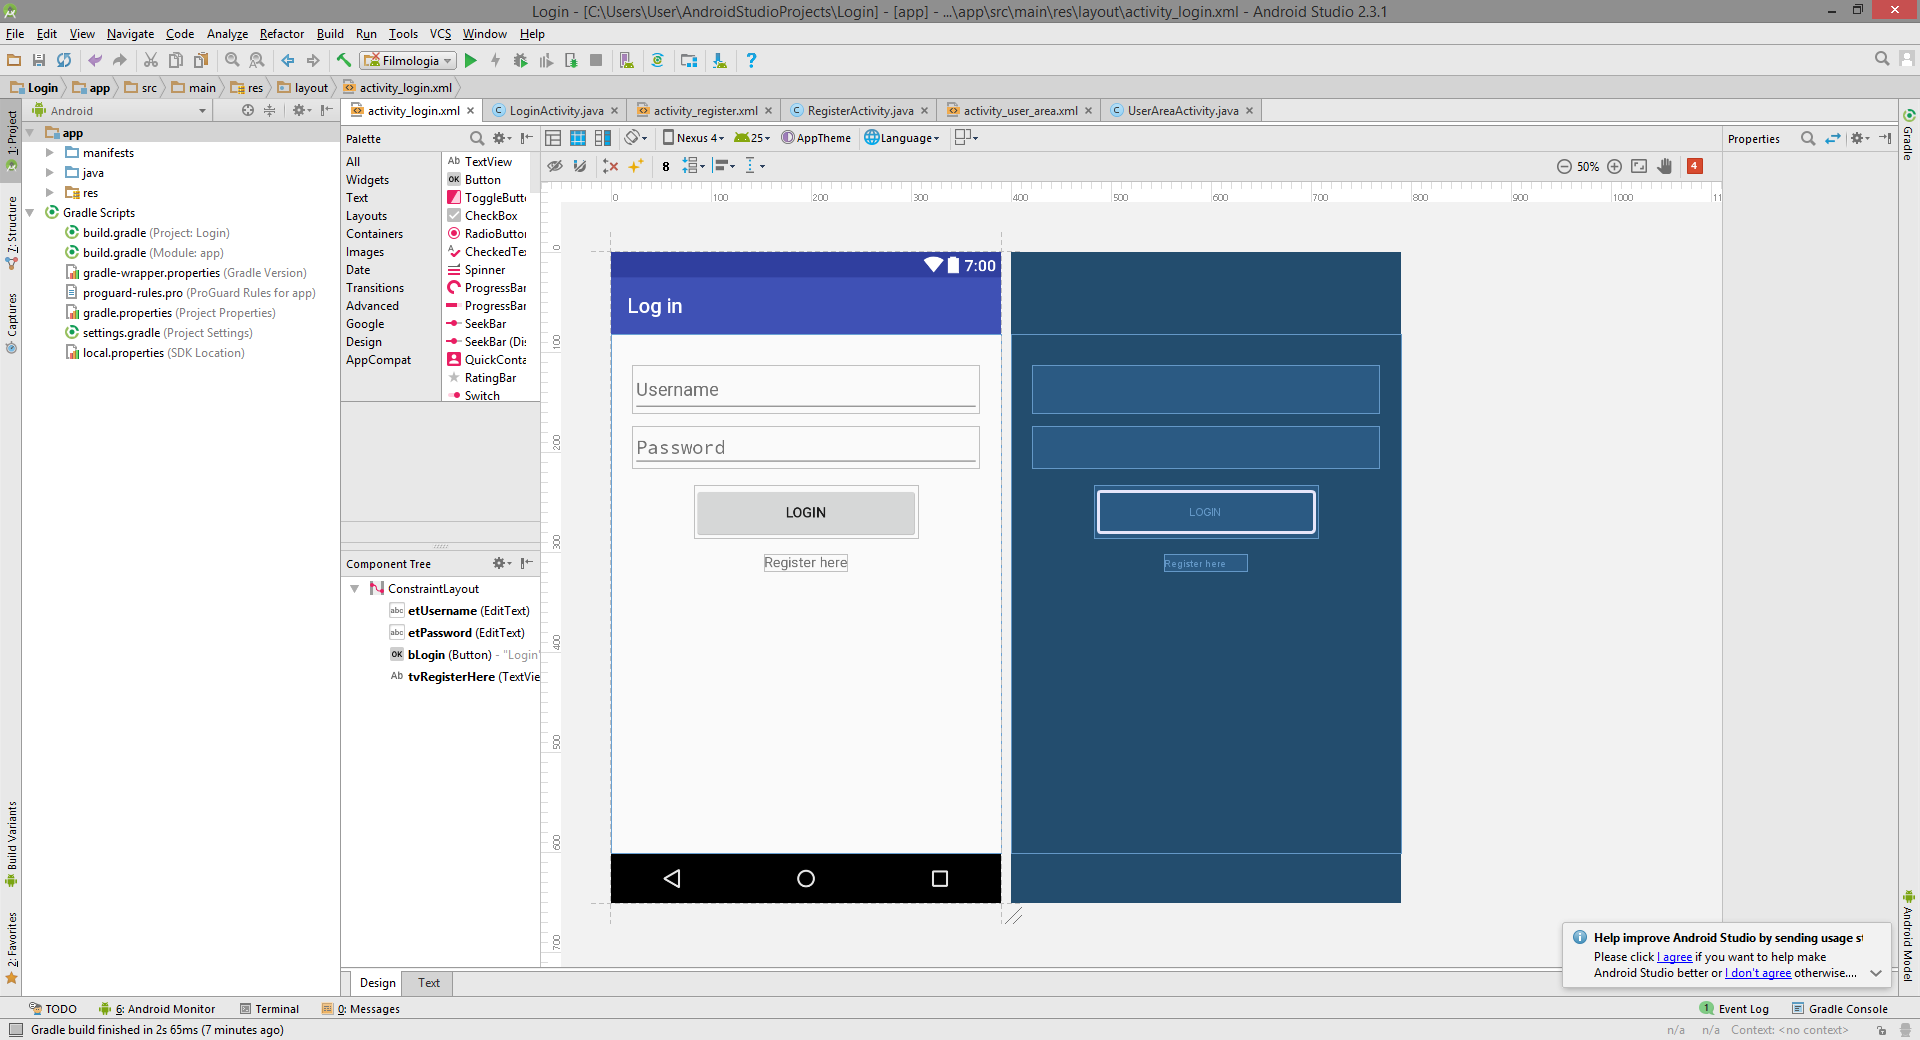 Login - [C:\Users\User\AndroidStudioProjects\Login] - [app] - ...\app\src\main\res\layout\activity_login.xml - Android Studio 2.3.1
File Edit View Navigate Code Analyze Refactor Build Run Tools VCS Window Help
Filmologia
Login app src main res layout activity_login.xml
Android
activity_login.xml LoginActivity.java activity_register.xml RegisterActivity.java activity_user_area.xml UserAreaActivity.java
1: Project
7: Structure
Captures
Build Variants
2: Favorites
app
manifests
java
res
Gradle Scripts
build.gradle (Project: Login)
build.gradle (Module: app)
gradle-wrapper.properties (Gradle Version)
proguard-rules.pro (ProGuard Rules for app)
gradle.properties (Project Properties)
settings.gradle (Project Settings)
local.properties (SDK Location)
Palette
All
Widgets
Text
Layouts
Containers
Images
Date
Transitions
Advanced
Google
Design
AppCompat
Ab TextView
OK Button
ToggleButto
CheckBox
RadioButton
CheckedTex
Spinner
ProgressBar
ProgressBar
SeekBar
SeekBar (Dis
QuickConta
RatingBar
Switch
Component Tree
ConstraintLayout
abc etUsername (EditText)
abc etPassword (EditText)
OK bLogin (Button) - "Login"
Ab tvRegisterHere (TextVie
Nexus 4 25 AppTheme Language
8
50%
4
0 100 200 300 400 500 600 700 800 900 1000 11
0
100
200
300
400
500
600
700
7:00
Log in
Username
Password
LOGIN
Register here
LOGIN
Register here
Properties
Gradle
Android Model
Help improve Android Studio by sending usage st
Please click I agree if you want to help make
Android Studio better or I don't agree otherwise....
Design Text
TODO 6: Android Monitor Terminal 0: Messages
1 Event Log Gradle Console
Gradle build finished in 2s 65ms (7 minutes ago)
n/a n/a Context: <no context>